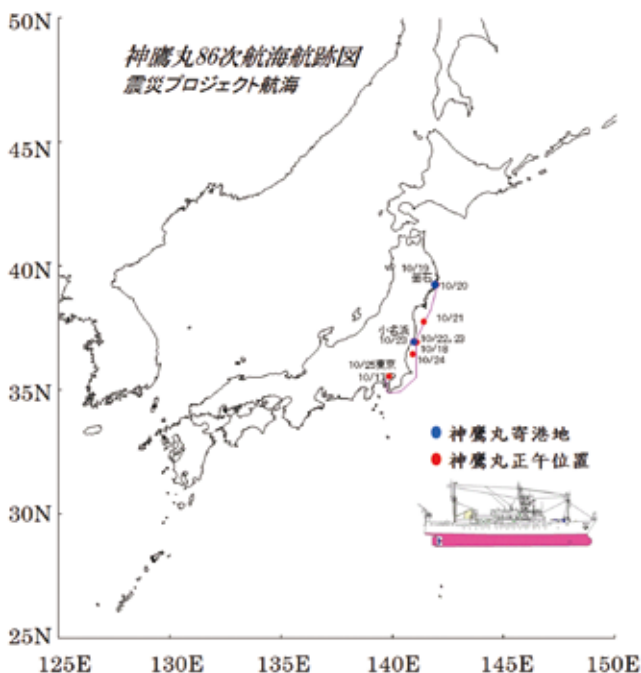 神鷹丸86次航海航跡図
震災プロジェクト航海
50N
45N
40N
35N
30N
25N
10/19
釜石
10/20
10/21
小名浜
10/23
10/22,23
10/18
10/24
10/25東京
10/17
神鷹丸寄港地
神鷹丸正午位置
125E
130E
135E
140E
145E
150E